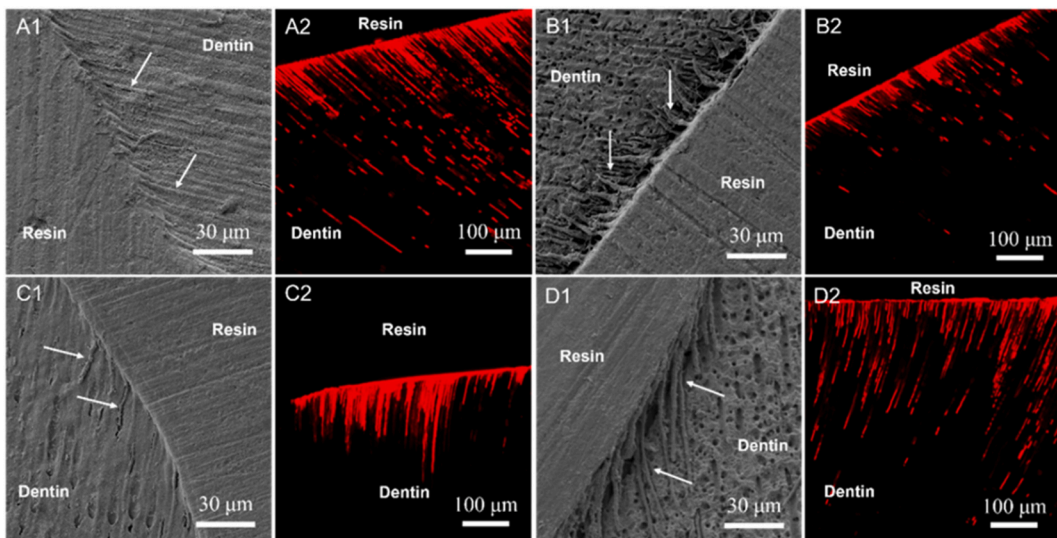 A1
Dentin
Resin
30 μm
A2
Resin
Dentin
100 μm
B1
Dentin
Resin
30 μm
B2
Resin
Dentin
100 μm
C1
Resin
Dentin
30 μm
C2
Resin
Dentin
100 μm
D1
Resin
Dentin
30 μm
D2
Resin
Dentin
100 μm